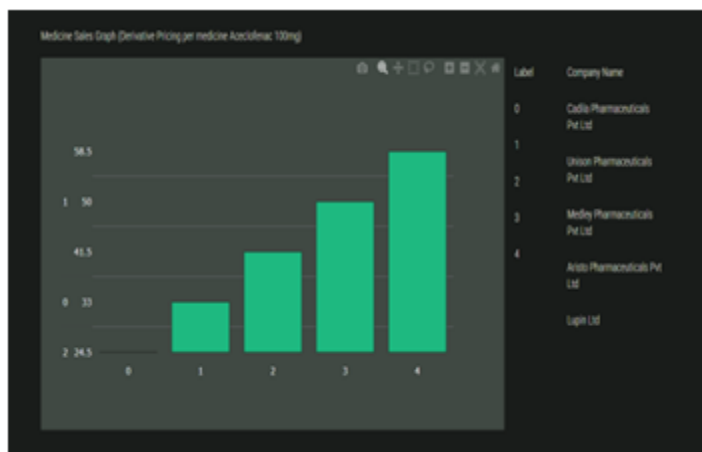 Medicine Sales Graph (Derivative Pricing per medicine Aceclofenac 100mg)
58.5
1 50
41.5
0 33
2 24.5
0 1 2 3 4
Label Company Name
0
1
2
3
4
Cadila Pharmaceuticals
Pvt Ltd
Unison Pharmaceuticals
Pvt Ltd
Medley Pharmaceuticals
Pvt Ltd
Aristo Pharmaceuticals Pvt
Ltd
Lupin Ltd